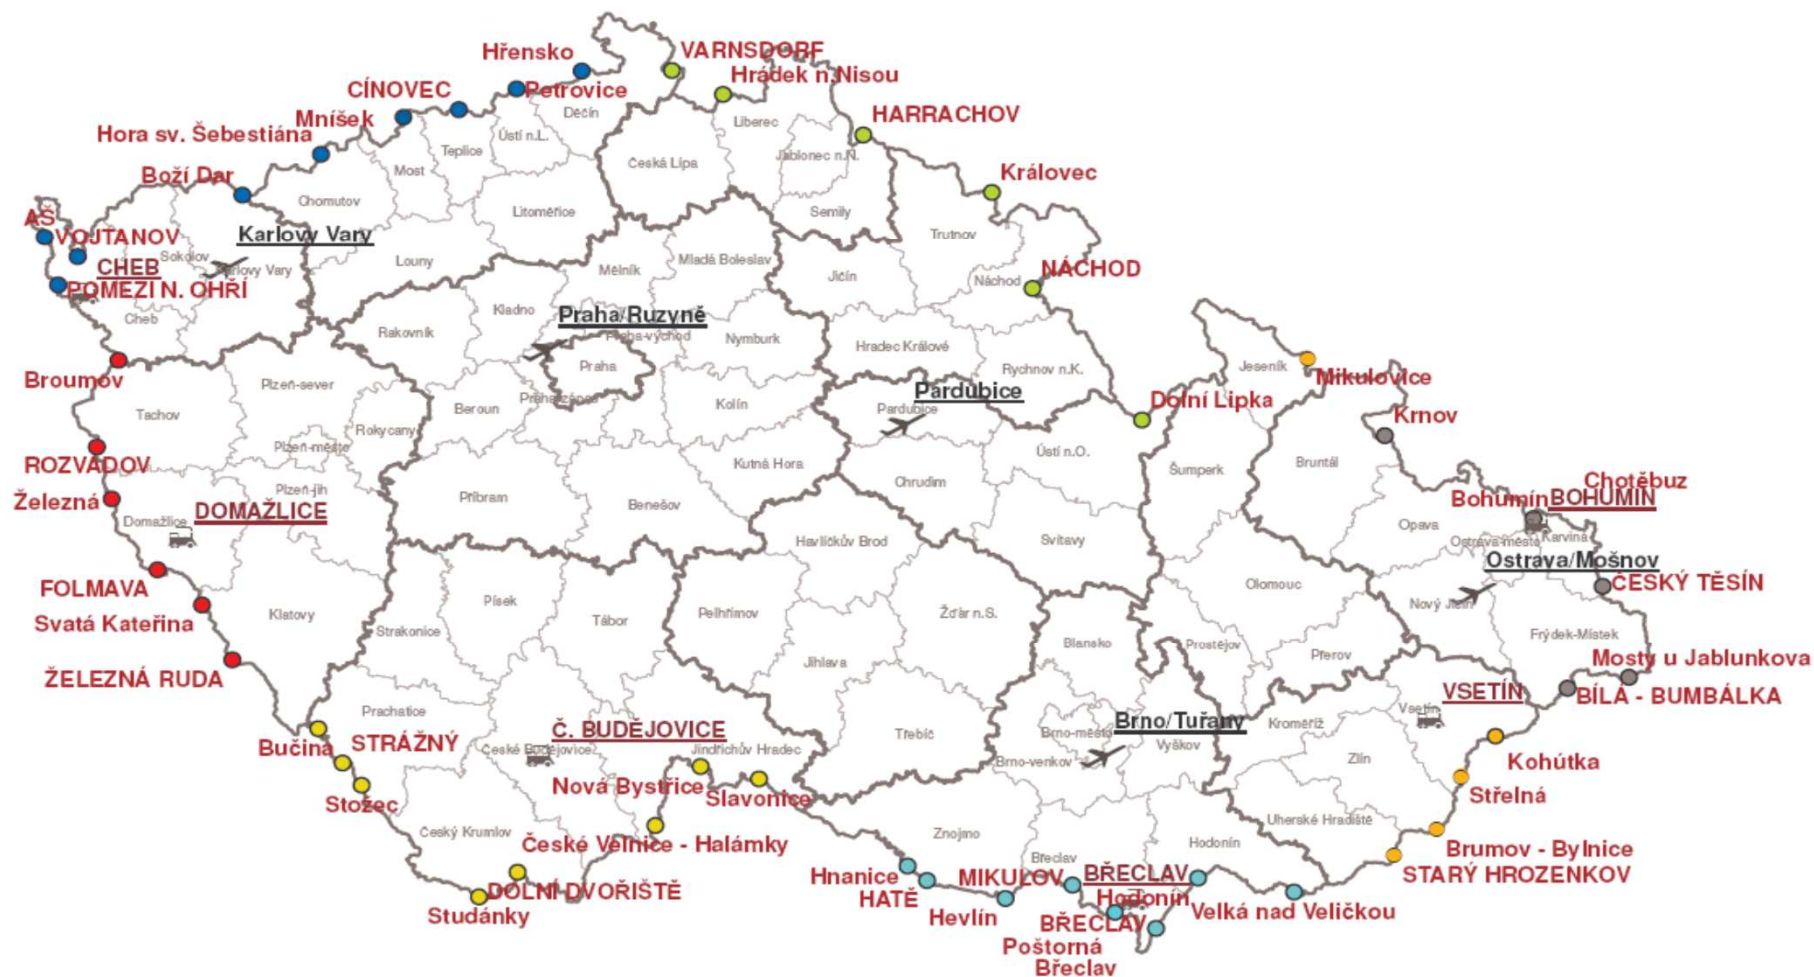 Hřensko
VARNSDORF
Hrádek n.Nisou
CÍNOVEC
Petrovice
Děčín
Mníšek
Liberec
HARRACHOV
Hora sv. Šebestiána
Ústí n.L.
Teplice
Česká Lípa
Jablonec n.N.
Most
Boží Dar
Královec
Chomutov
Litoměřice
Semily
AŠ
VOJTANOV
Karlovy Vary
Trutnov
Sokolov
Louny
Mělník
Mladá Boleslav
CHEB
Karlovy Vary
Jičín
Náchod
NÁCHOD
POMEZÍ N. OHŘÍ
Cheb
Kladno
Praha/Ruzyně
Rakovník
Praha-východ
Nymburk
Hradec Králové
Praha
Jeseník
Rychnov n.K.
Broumov
Plzeň-sever
Mikulovice
Pardubice
Praha-západ
Kolín
Dolní Lipka
Tachov
Beroun
Pardubice
Krnov
Rokycany
Plzeň-město
Ústí n.O.
ROZVADOV
Kutná Hora
Bruntál
Šumperk
Chrudim
Chotěbuz
Železná
Plzeň-jih
Příbram
Benešov
Bohumín
BOHUMÍN
DOMAŽLICE
Domažlice
Opava
Havlíčkův Brod
Svitavy
Ostrava-město
Karviná
Ostrava/Mošnov
FOLMAVA
Olomouc
ČESKÝ TĚSÍN
Písek
Nový Jičín
Klatovy
Tábor
Pelhřimov
Žďár n.S.
Svatá Kateřina
Strakonice
Frýdek-Místek
Blansko
Prostějov
Přerov
Jihlava
Mosty u Jablunkova
ŽELEZNÁ RUDA
VSETÍN
BÍLÁ - BUMBÁLKA
Prachatice
Vsetín
Brno/Tuřany
Kroměříž
Č. BUDĚJOVICE
Třebíč
Brno-město
Bučina
STRÁŽNÝ
České Budějovice
Jindřichův Hradec
Vyškov
Brno-venkov
Zlín
Kohútka
Nová Bystřice
Slavonice
Stožec
Střelná
Uherské Hradiště
Český Krumlov
Znojmo
České Velnice - Halámky
Hodonín
Brumov - Bylnice
Břeclav
Hnanice
MIKULOV
BŘECLAV
STARÝ HROZENKOV
DOLNÍ DVOŘIŠTĚ
HATĚ
Hodonín
Studánky
Hevlín
BŘECLAV
Velká nad Veličkou
Poštorná
Břeclav